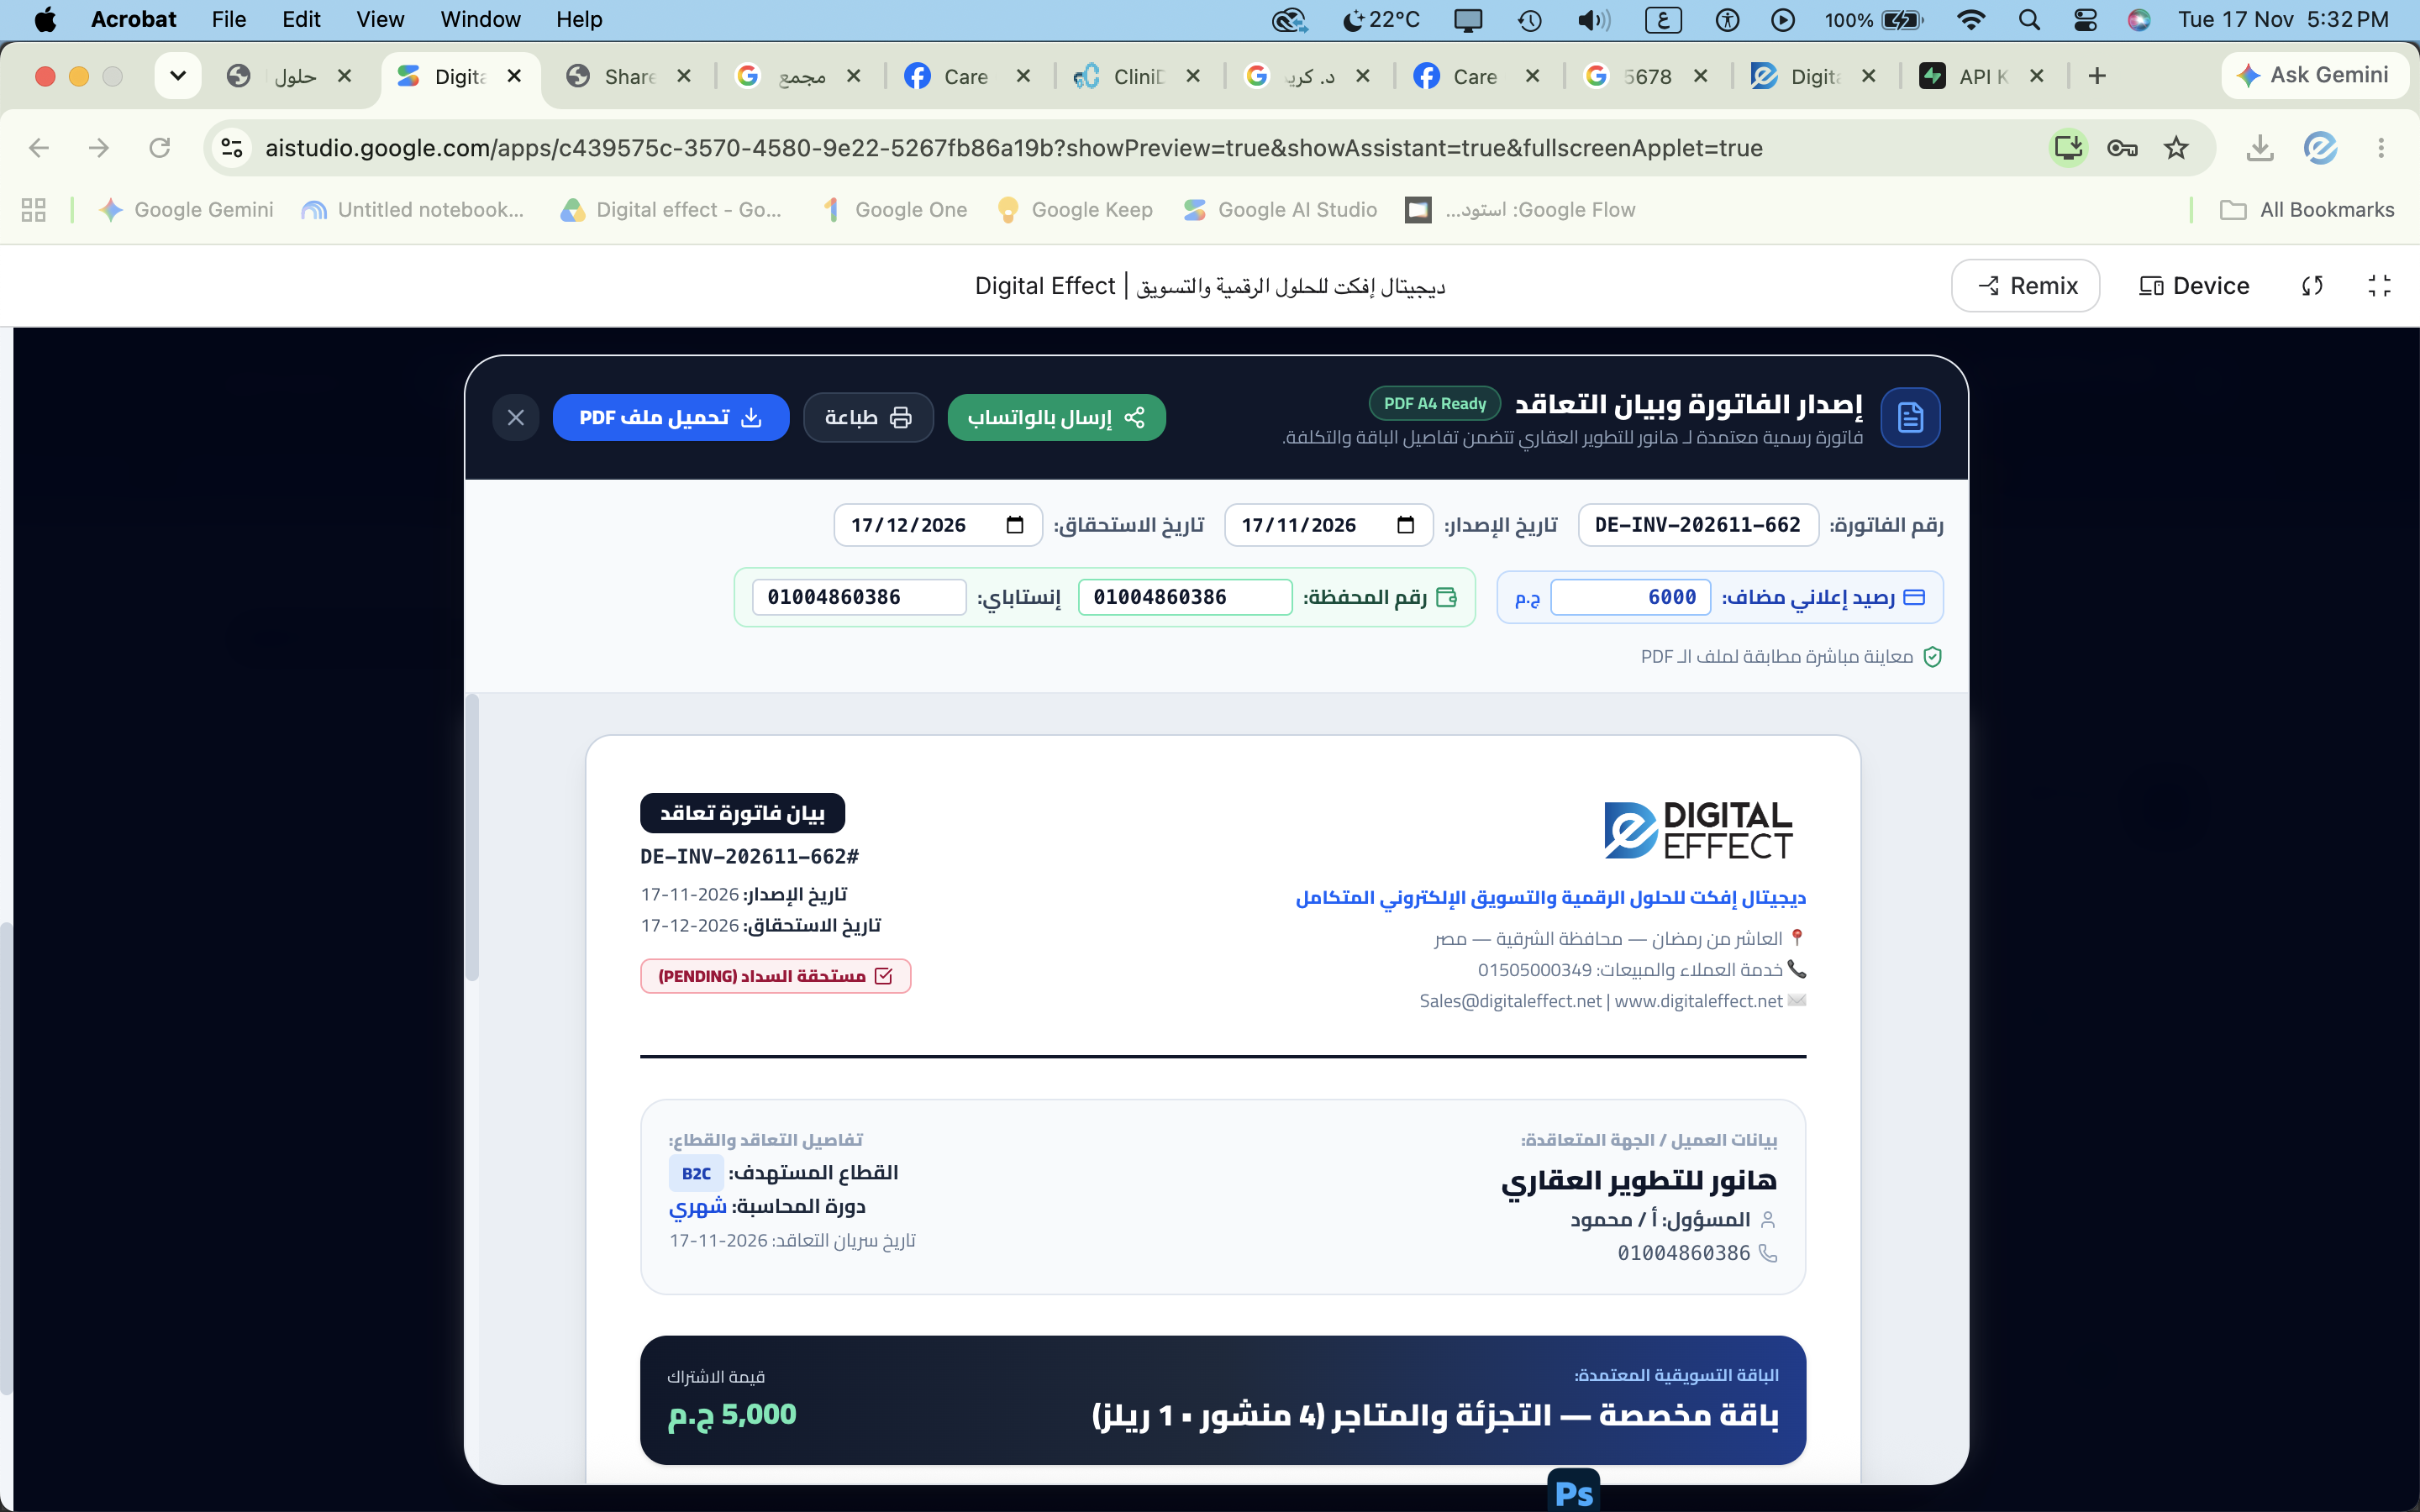 Acrobat File Edit View Window Help 22°C ع 100% Tue 17 Nov 5:32 PM
حلول Digita Share مجمع Care CliniD د. كري Care 5678 Digita API K Ask Gemini
aistudio.google.com/apps/c439575c-3570-4580-9e22-5267fb86a19b?showPreview=true&showAssistant=true&fullscreenApplet=true
Google Gemini Untitled notebook... Digital effect - Go... Google One Google Keep Google AI Studio Google Flow: استود... All Bookmarks
Digital Effect | ديجيتال إفكت للحلول الرقمية والتسويق Remix Device
إصدار الفاتورة وبيان التعاقد PDF A4 Ready
فاتورة رسمية معتمدة لـ هانور للتطوير العقاري تتضمن تفاصيل الباقة والتكلفة.
إرسال بالواتساب طباعة تحميل ملف PDF
رقم الفاتورة: DE-INV-202611-662 تاريخ الإصدار: 17/11/2026 تاريخ الاستحقاق: 17/12/2026
رصيد إعلاني مضاف: 6000 ج.م رقم المحفظة: 01004860386 إنستاباي: 01004860386
معاينة مباشرة مطابقة لملف الـ PDF
DIGITAL
EFFECT
ديجيتال إفكت للحلول الرقمية والتسويق الإلكتروني المتكامل
العاشر من رمضان — محافظة الشرقية — مصر
خدمة العملاء والمبيعات: 01505000349
Sales@digitaleffect.net | www.digitaleffect.net
بيان فاتورة تعاقد
DE-INV-202611-662#
تاريخ الإصدار: 17-11-2026
تاريخ الاستحقاق: 17-12-2026
مستحقة السداد (PENDING)
بيانات العميل / الجهة المتعاقدة:
هانور للتطوير العقاري
المسؤول: أ / محمود
01004860386
تفاصيل التعاقد والقطاع:
القطاع المستهدف: B2C
دورة المحاسبة: شهري
تاريخ سريان التعاقد: 17-11-2026
الباقة التسويقية المعتمدة:
باقة مخصصة — التجزئة والمتاجر (4 منشور • 1 ريلز)
قيمة الاشتراك
5,000 ج.م
Ps